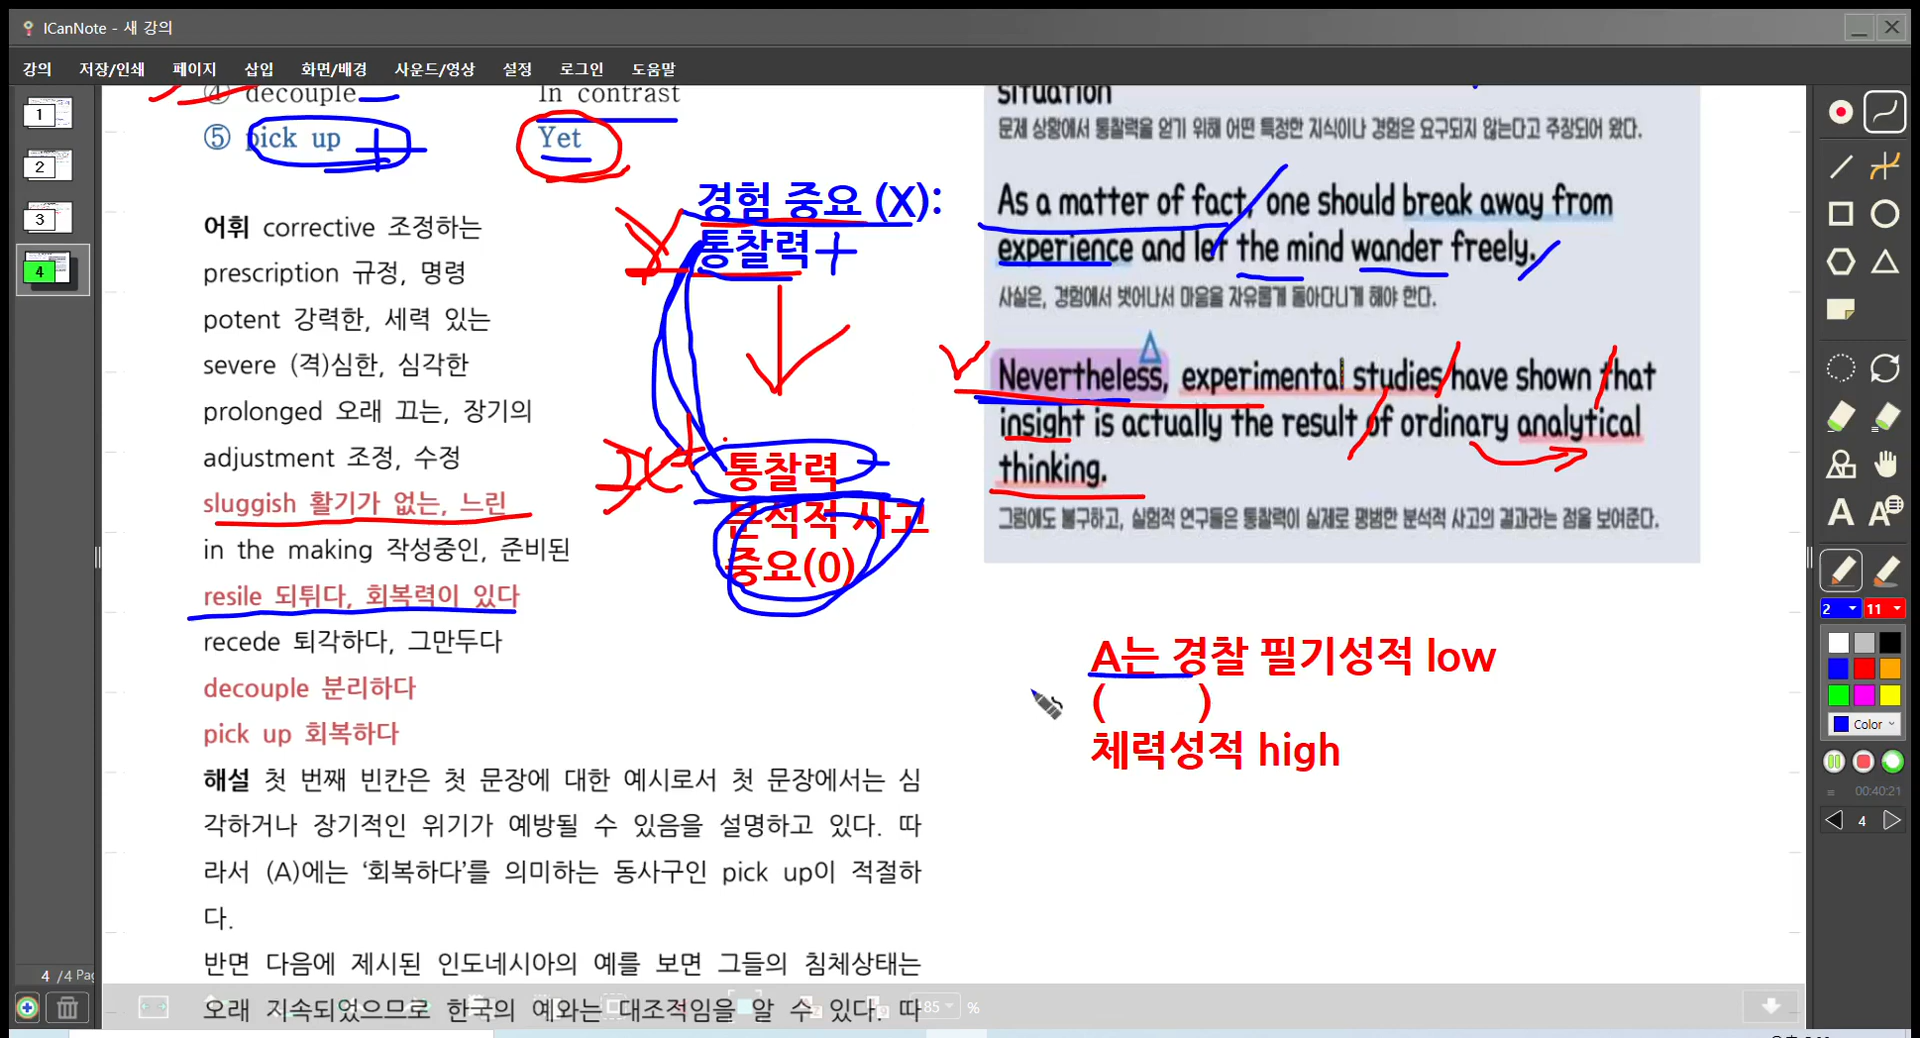 ICanNote - 새 강의
강의 저장/인쇄 페이지 삽입 화면/배경 사운드/영상 설정 로그인 도움말
1
2
3
4
④ decouple In contrast
⑤ pick up Yet
어휘 corrective 조정하는
prescription 규정, 명령
potent 강력한, 세력 있는
severe (격)심한, 심각한
prolonged 오래 끄는, 장기의
adjustment 조정, 수정
sluggish 활기가 없는, 느린
in the making 작성중인, 준비된
resile 되튀다, 회복력이 있다
recede 퇴각하다, 그만두다
decouple 분리하다
pick up 회복하다
해설 첫 번째 빈칸은 첫 문장에 대한 예시로서 첫 문장에서는 심
각하거나 장기적인 위기가 예방될 수 있음을 설명하고 있다. 따
라서 (A)에는 ‘회복하다’를 의미하는 동사구인 pick up이 적절하
다.
반면 다음에 제시된 인도네시아의 예를 보면 그들의 침체상태는
오래 지속되었으므로 한국의 예와는 대조적임을 알 수 있다. 따
경험 중요 (X):
통찰력+
통찰력 -
분석적 사고
중요(0)
situation
문제 상황에서 통찰력을 얻기 위해 어떤 특정한 지식이나 경험은 요구되지 않는다고 주장되어 왔다.
As a matter of fact, one should break away from
experience and let the mind wander freely.
사실은, 경험에서 벗어나서 마음을 자유롭게 돌아다니게 해야 한다.
Nevertheless, experimental studies have shown that
insight is actually the result of ordinary analytical
thinking.
그럼에도 불구하고, 실험적 연구들은 통찰력이 실제로 평범한 분석적 사고의 결과라는 점을 보여준다.
A는 경찰 필기성적 low
( )
체력성적 high
2 11
Color
00:40:21
4
4 /4
85 %